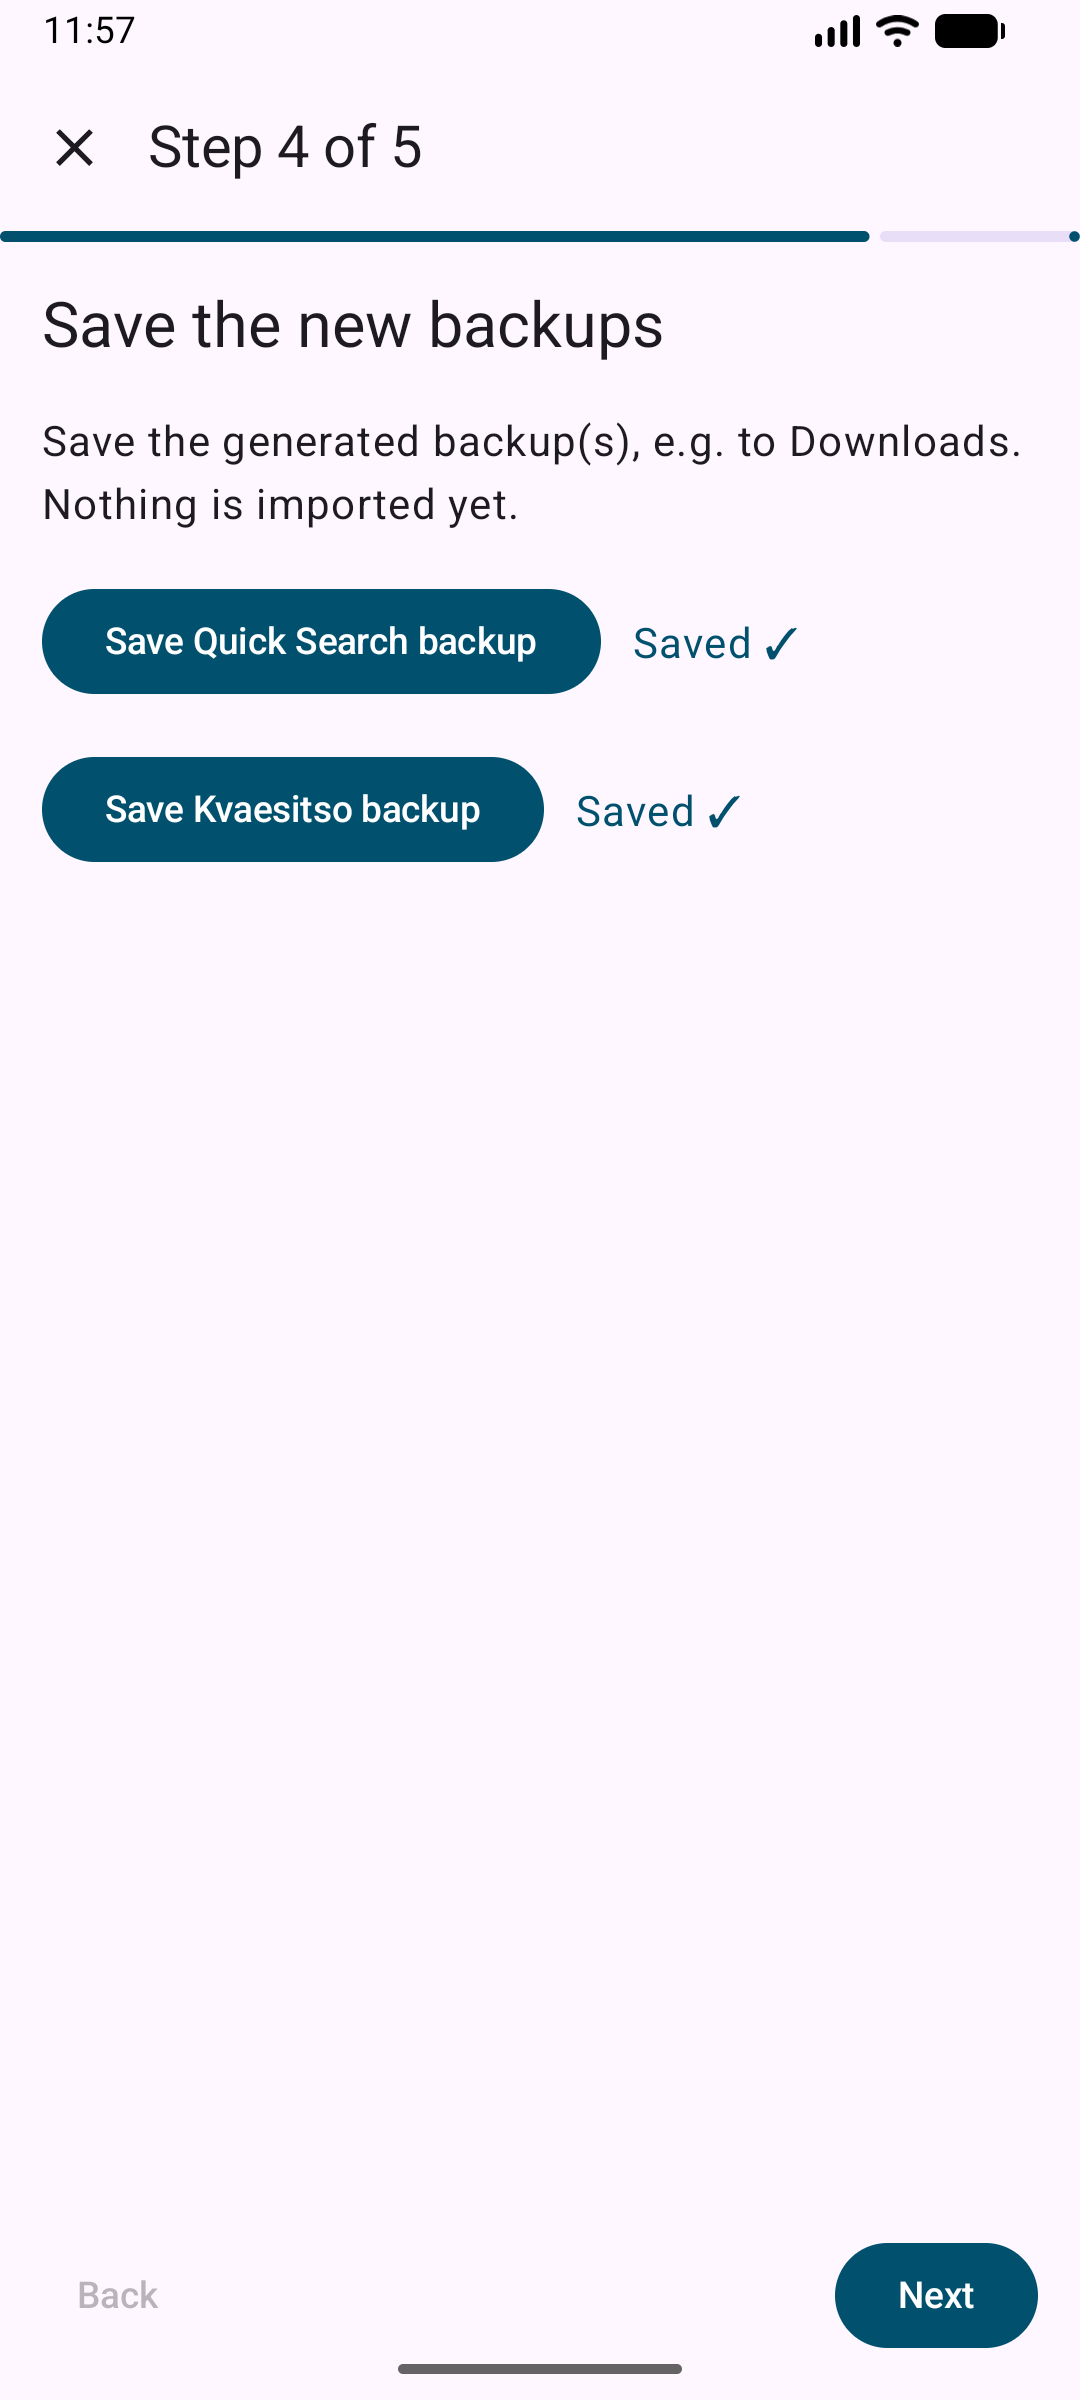 11:57
Step 4 of 5
Save the new backups
Save the generated backup(s), e.g. to Downloads.
Nothing is imported yet.
Save Quick Search backup
Saved ✓
Save Kvaesitso backup
Saved ✓
Back
Next